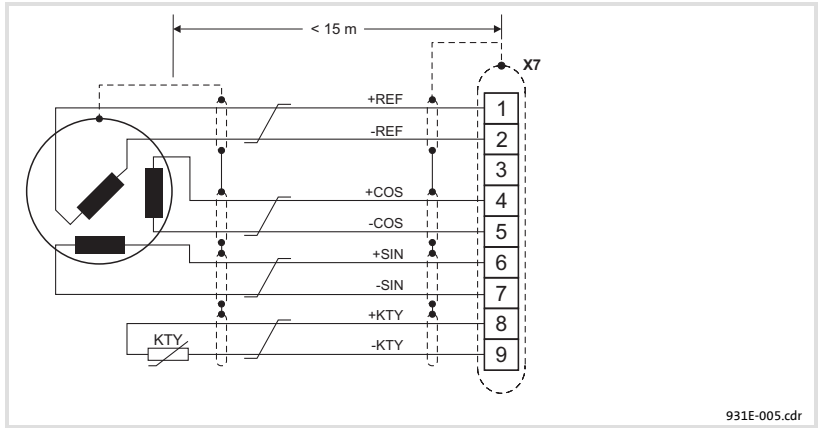 < 15 m
X7
+REF 1
-REF 2
3
+COS 4
-COS 5
+SIN 6
-SIN 7
+KTY 8
KTY -KTY 9
931E-005.cdr